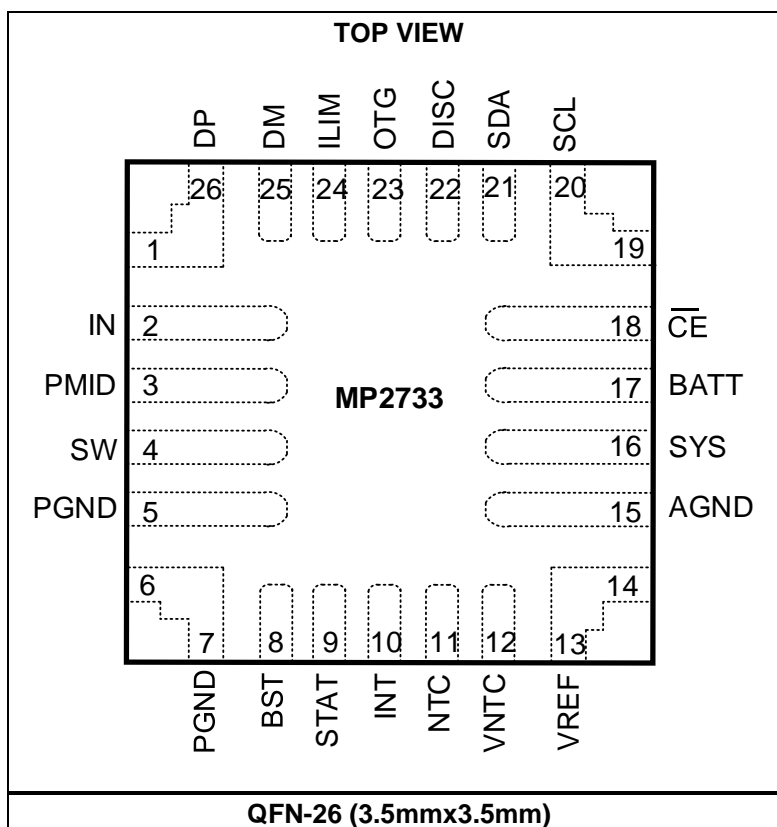 TOP VIEW
DP DM ILIM OTG DISC SDA SCL
26 25 24 23 22 21 20
1 19
IN 2 18 C̅E̅
PMID 3 MP2733 17 BATT
SW 4 16 SYS
PGND 5 15 AGND
6 14
7 8 9 10 11 12 13
PGND BST STAT INT NTC VNTC VREF
QFN-26 (3.5mmx3.5mm)